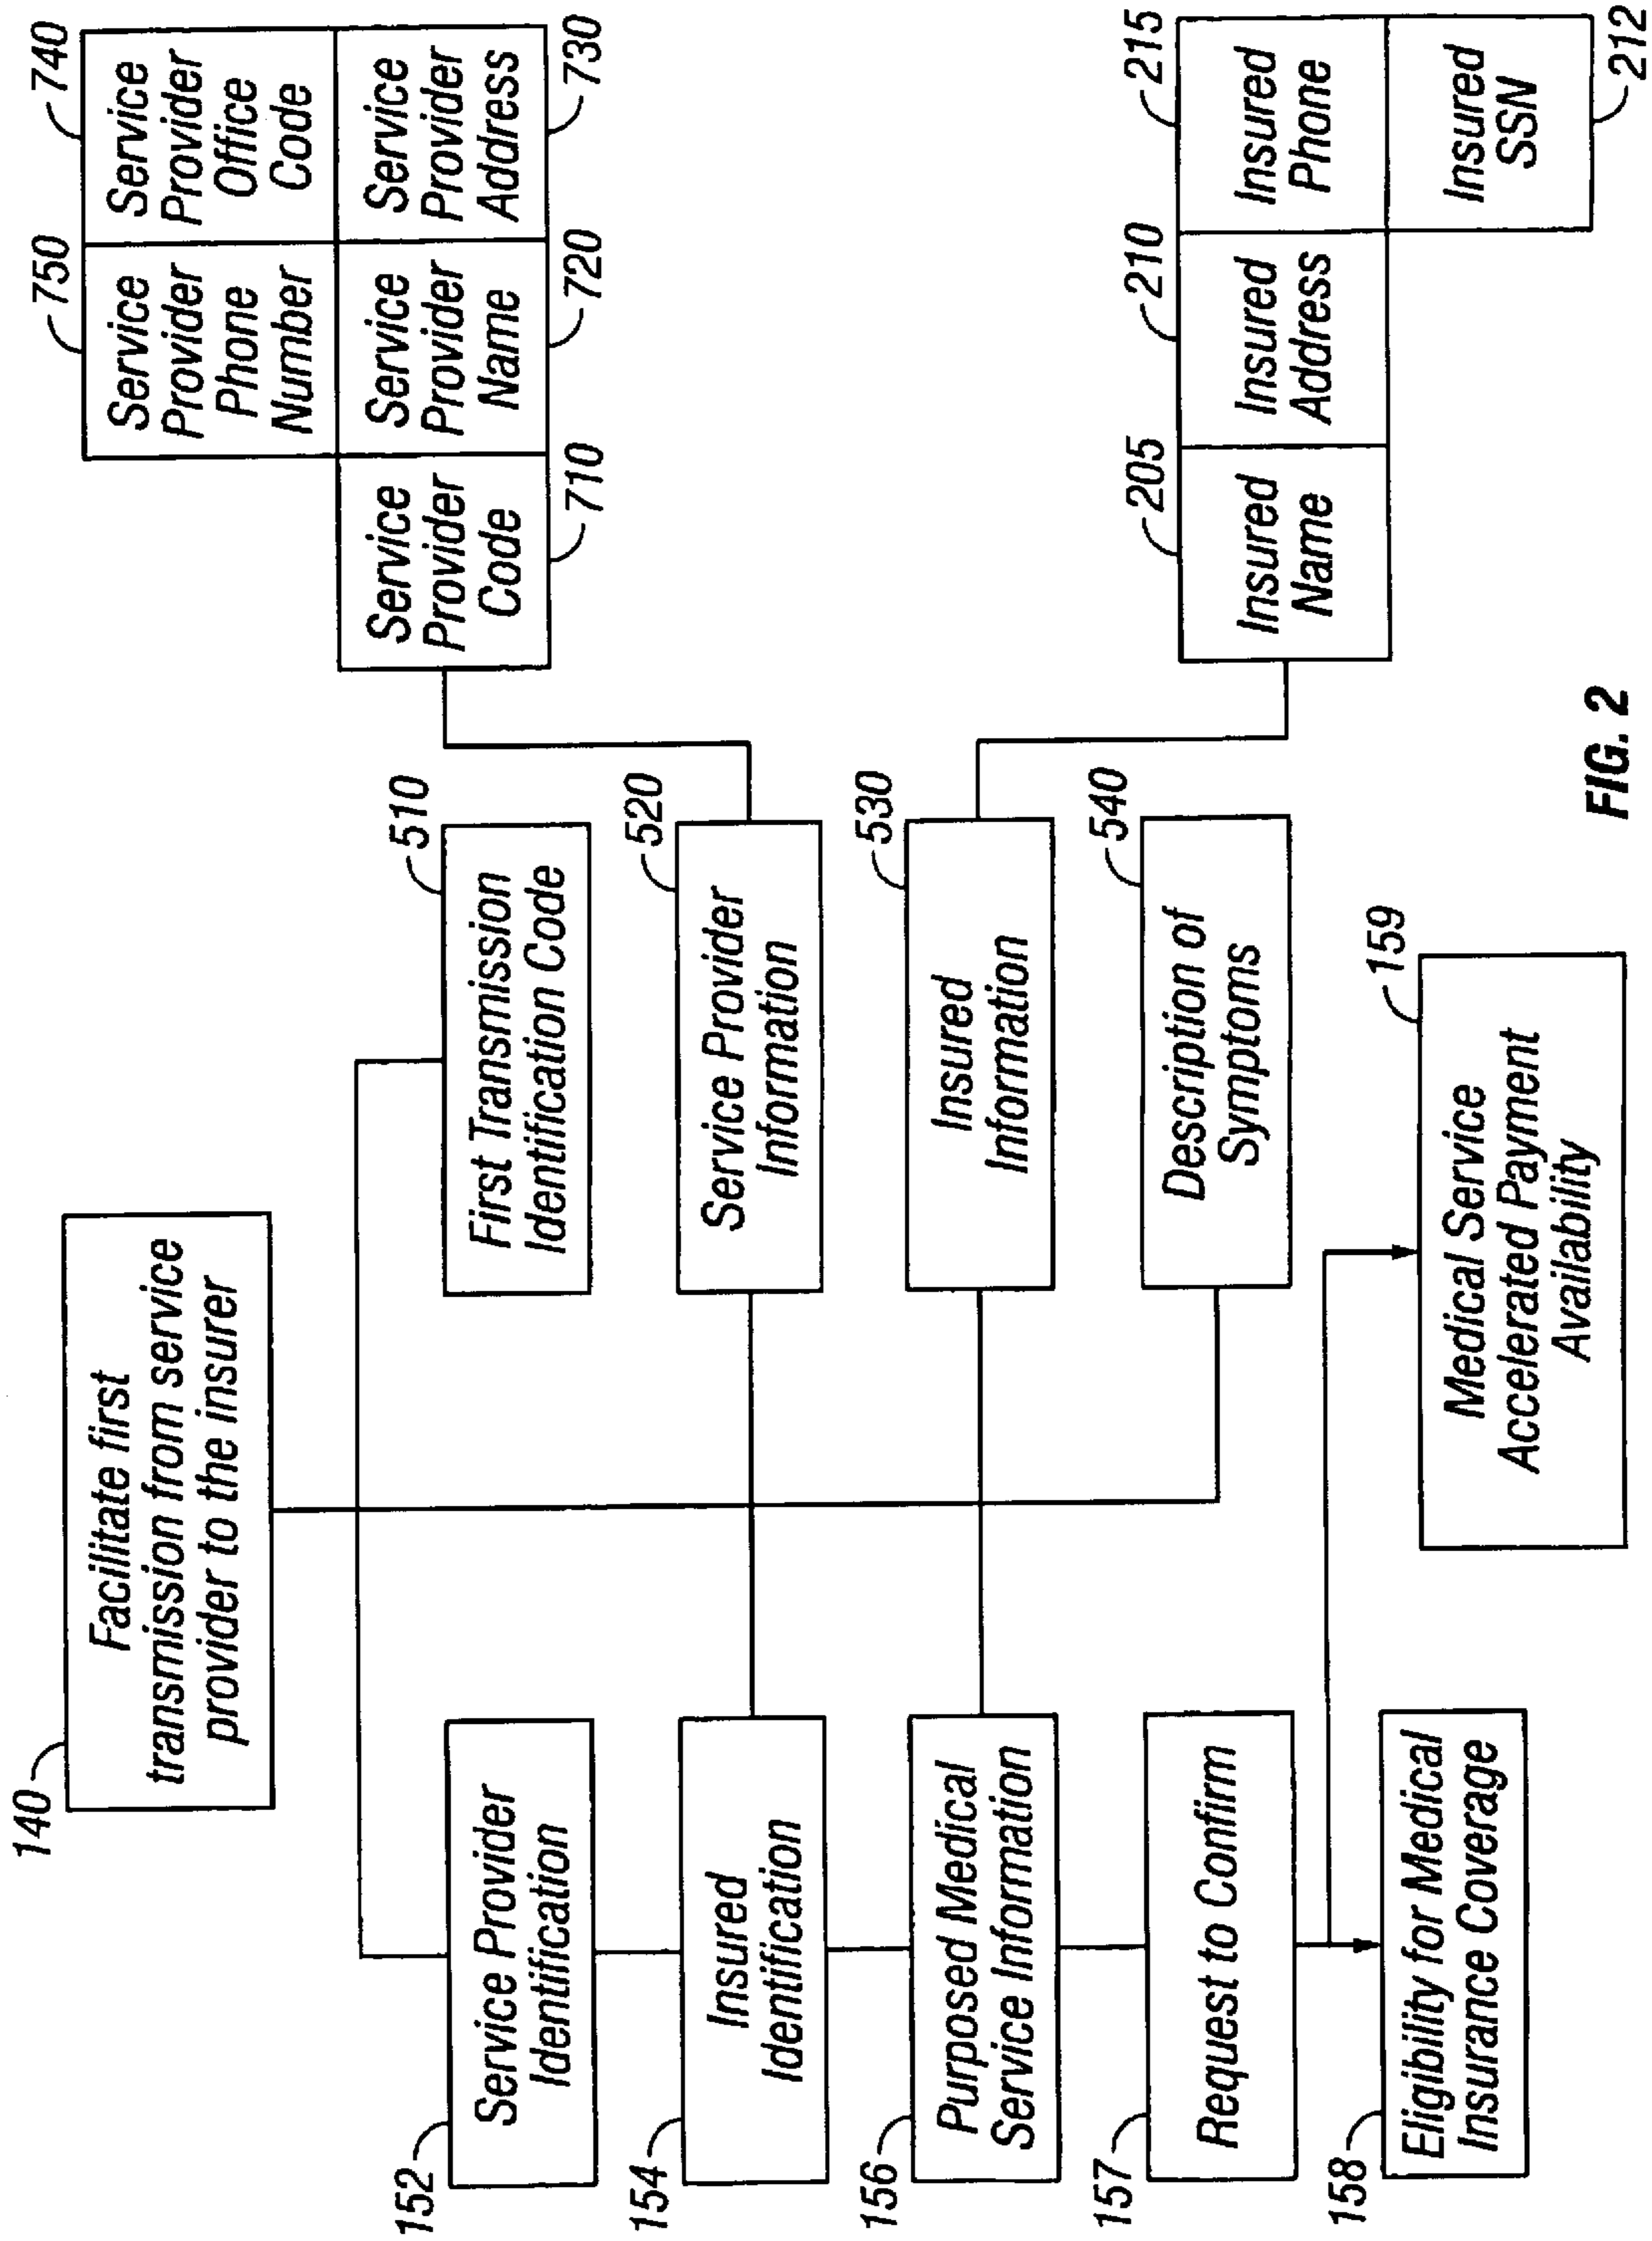 140
Facilitate first
transmission from service
provider to the insurer
152
Service Provider
Identification
510
First Transmission
Identification Code
154
Insured
Identification
520
Service Provider
Information
156
Purposed Medical
Service Information
530
Insured
Information
157
Request to Confirm
540
Description of
Symptoms
158
Eligibility for Medical
Insurance Coverage
159
Medical Service
Accelerated Payment
Availability
750
Service
Provider
Phone
Number
740
Service
Provider
Office
Code
Service
Provider
Code
710
Service
Provider
Name
720
Service
Provider
Address
730
205
Insured
Name
210
Insured
Address
215
Insured
Phone
Insured
SSN
212
FIG. 2